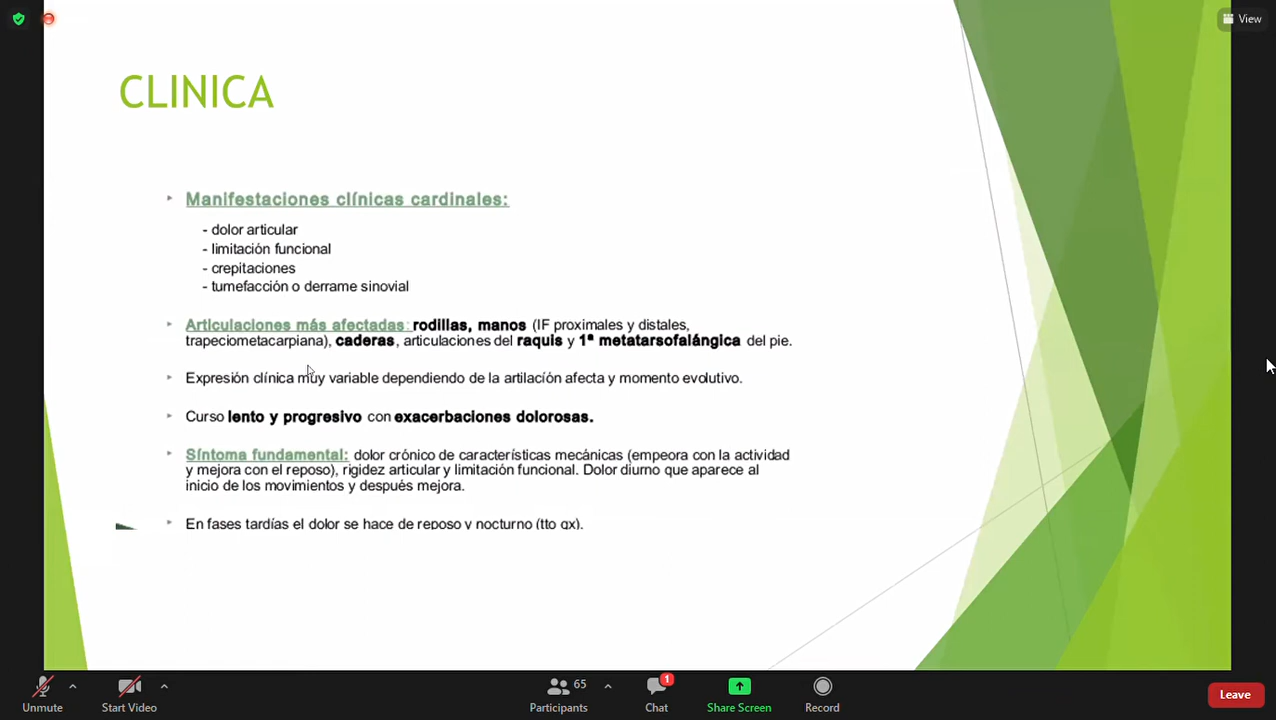 View
CLINICA
Manifestaciones clínicas cardinales:
- dolor articular
- limitación funcional
- crepitaciones
- tumefacción o derrame sinovial
Articulaciones más afectadas: rodillas, manos (IF proximales y distales,
trapeciometacarpiana), caderas, articulaciones del raquis y 1ª metatarsofalángica del pie.
Expresión clínica muy variable dependiendo de la artilacíón afecta y momento evolutivo.
Curso lento y progresivo con exacerbaciones dolorosas.
Síntoma fundamental: dolor crónico de características mecánicas (empeora con la actividad
y mejora con el reposo), rigidez articular y limitación funcional. Dolor diurno que aparece al
inicio de los movimientos y después mejora.
En fases tardías el dolor se hace de reposo y nocturno (tto qx).
Unmute
Start Video
65
Participants
1
Chat
Share Screen
Record
Leave